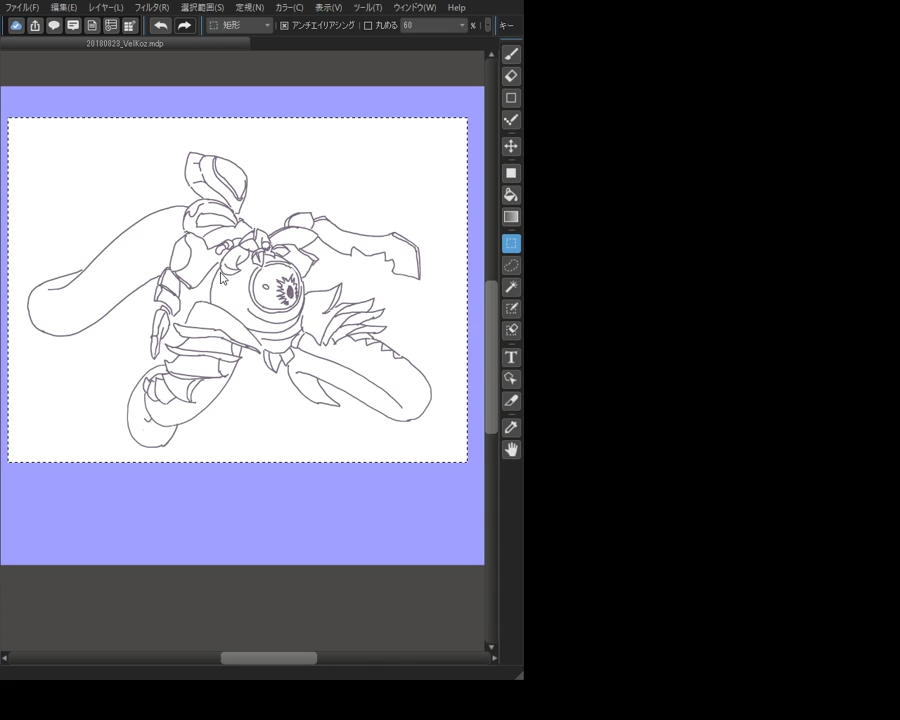 ファイル(F) 編集(E) レイヤー(L) フィルタ(R) 選択範囲(S) 定規(N) カラー(C) 表示(V) ツール(T) ウィンドウ(W) Help
矩形 アンチエイリアシング 丸める 60 % キー
20180823_VelKoz.mdp
T